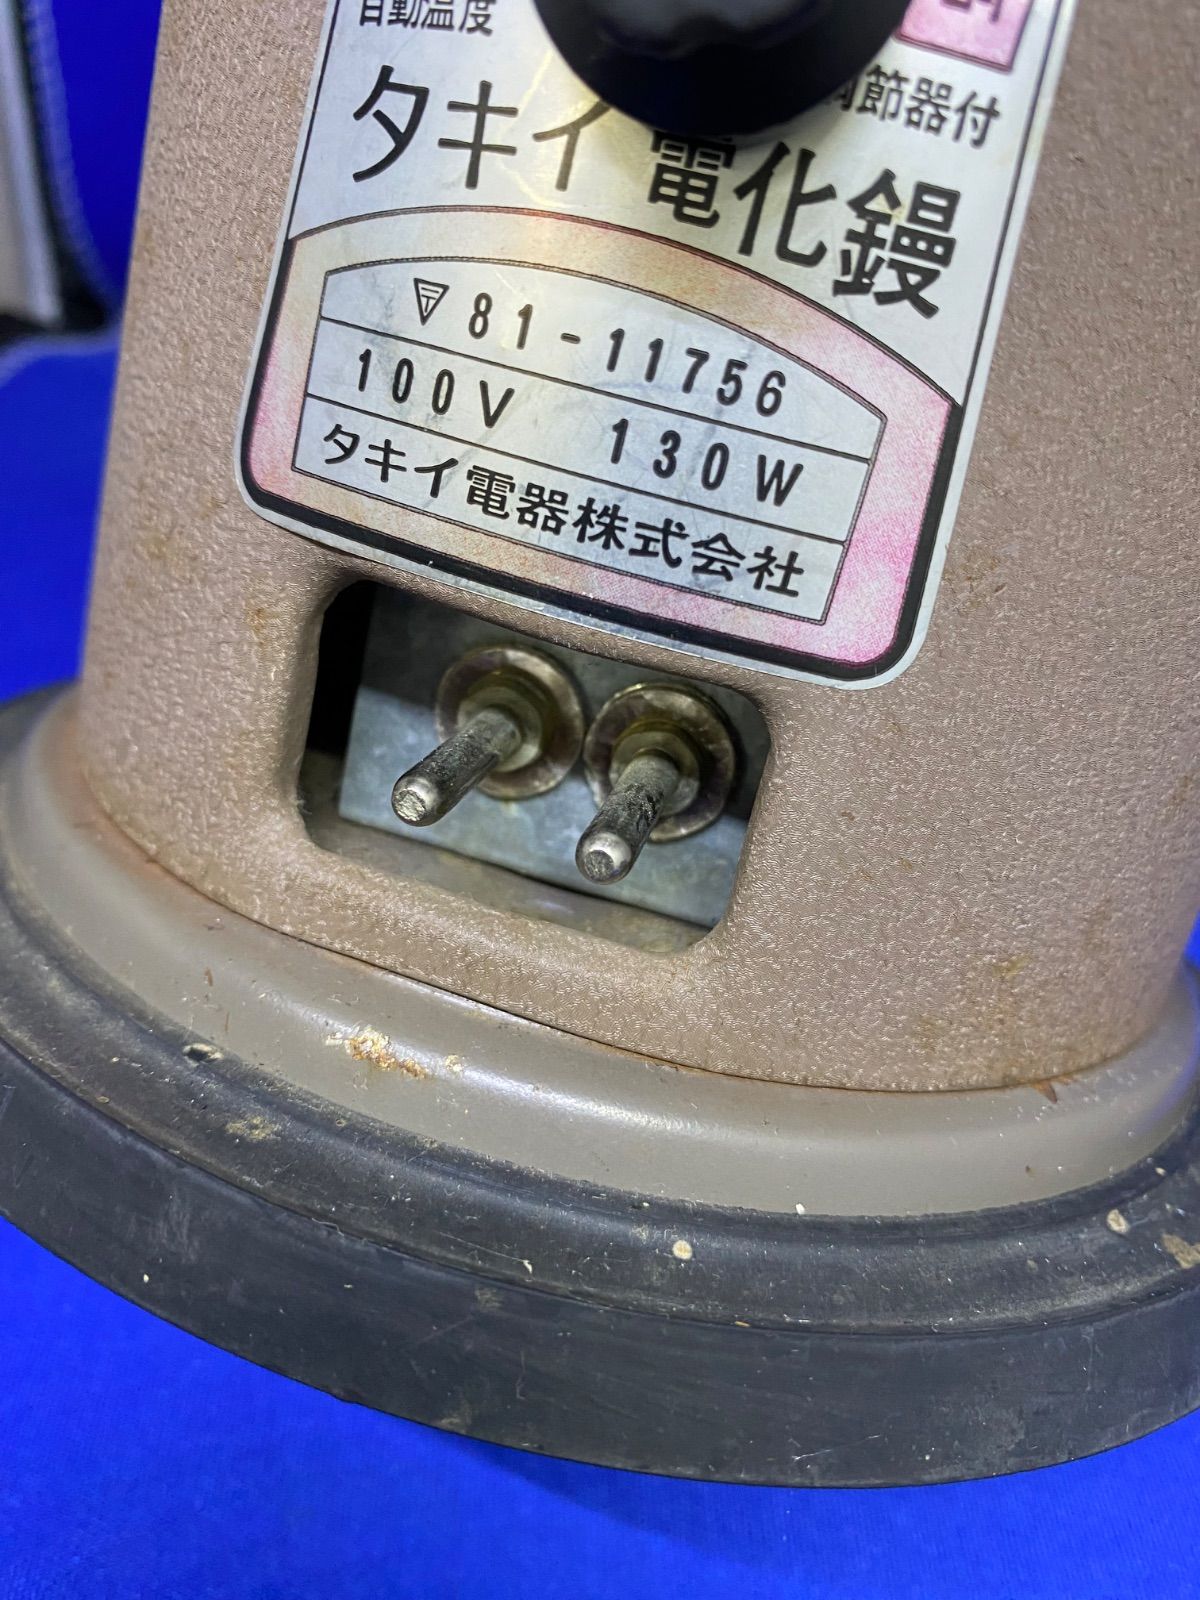 自動温度
節器付
タキイ電化鏝
〒 81-11756
100V 130W
タキイ電器株式会社